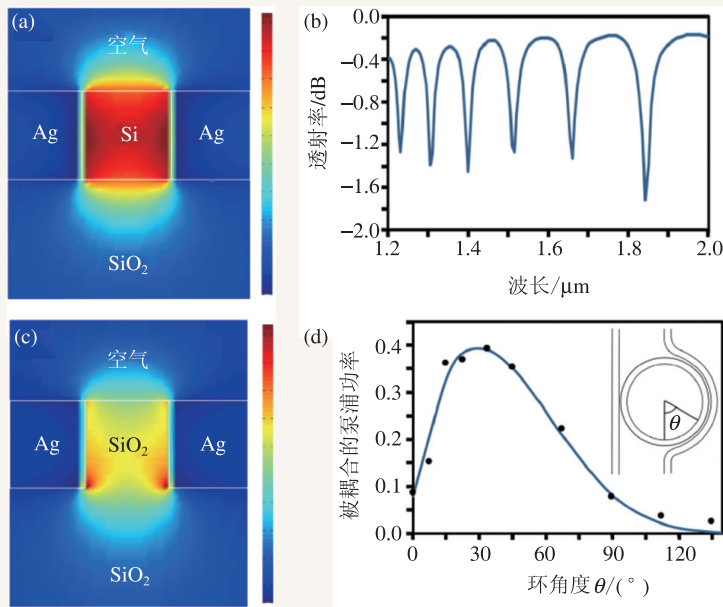 (a)
空气
Ag
Si
Ag
SiO₂
(b)
透射率/dB
0
−0.4
−0.8
−1.2
−1.6
−2.0
1.2
1.4
1.6
1.8
2.0
波长/μm
(c)
空气
Ag
SiO₂
Ag
SiO₂
(d)
被耦合的泵浦功率
0.4
0.3
0.2
0.1
0.0
0
30
60
90
120
θ
环角度θ/(°)